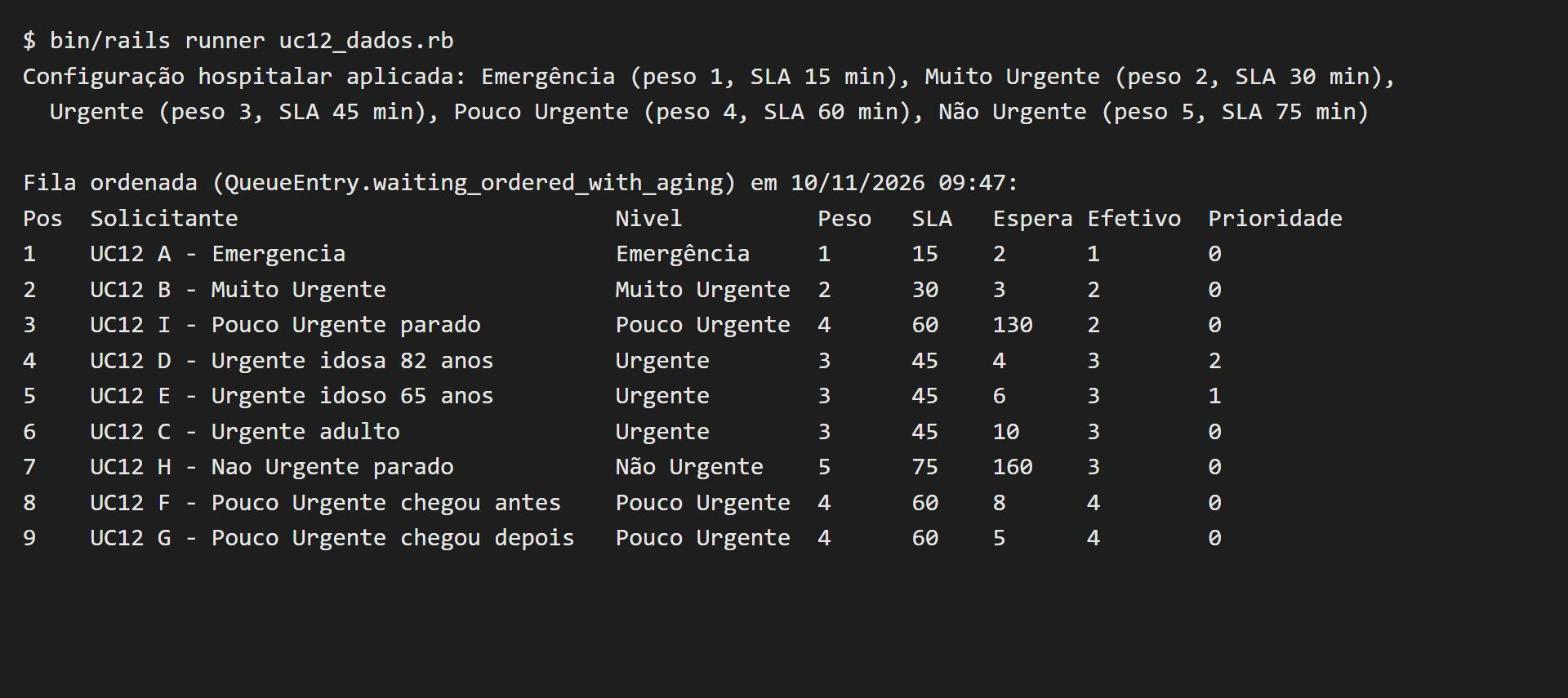 $ bin/rails runner uc12_dados.rb
Configuração hospitalar aplicada: Emergência (peso 1, SLA 15 min), Muito Urgente (peso 2, SLA 30 min),
  Urgente (peso 3, SLA 45 min), Pouco Urgente (peso 4, SLA 60 min), Não Urgente (peso 5, SLA 75 min)

Fila ordenada (QueueEntry.waiting_ordered_with_aging) em 10/11/2026 09:47:
Pos  Solicitante                            Nivel          Peso   SLA   Espera Efetivo  Prioridade
1    UC12 A - Emergencia                    Emergência     1      15    2      1        0
2    UC12 B - Muito Urgente                 Muito Urgente  2      30    3      2        0
3    UC12 I - Pouco Urgente parado          Pouco Urgente  4      60    130    2        0
4    UC12 D - Urgente idosa 82 anos         Urgente        3      45    4      3        2
5    UC12 E - Urgente idoso 65 anos         Urgente        3      45    6      3        1
6    UC12 C - Urgente adulto                Urgente        3      45    10     3        0
7    UC12 H - Nao Urgente parado            Não Urgente    5      75    160    3        0
8    UC12 F - Pouco Urgente chegou antes    Pouco Urgente  4      60    8      4        0
9    UC12 G - Pouco Urgente chegou depois   Pouco Urgente  4      60    5      4        0